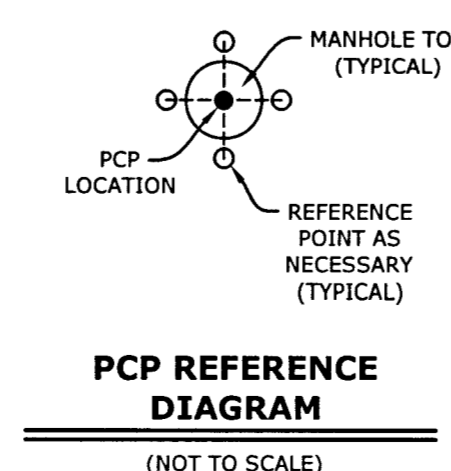 MANHOLE TO
(TYPICAL)
PCP
LOCATION
REFERENCE
POINT AS
NECESSARY
(TYPICAL)
PCP REFERENCE
DIAGRAM
(NOT TO SCALE)